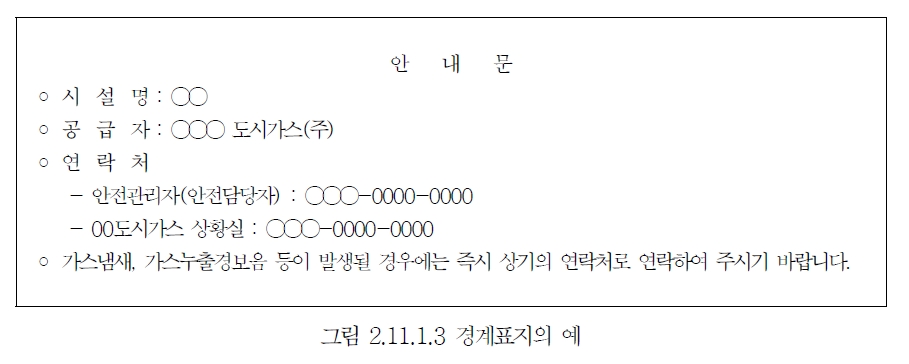 안 내 문
○ 시 설 명 : ○○
○ 공 급 자 : ○○○ 도시가스(주)
○ 연 락 처
- 안전관리자(안전담당자) : ○○○-0000-0000
- 00도시가스 상황실 : ○○○-0000-0000
○ 가스냄새, 가스누출경보음 등이 발생될 경우에는 즉시 상기의 연락처로 연락하여 주시기 바랍니다.
그림 2.11.1.3 경계표지의 예